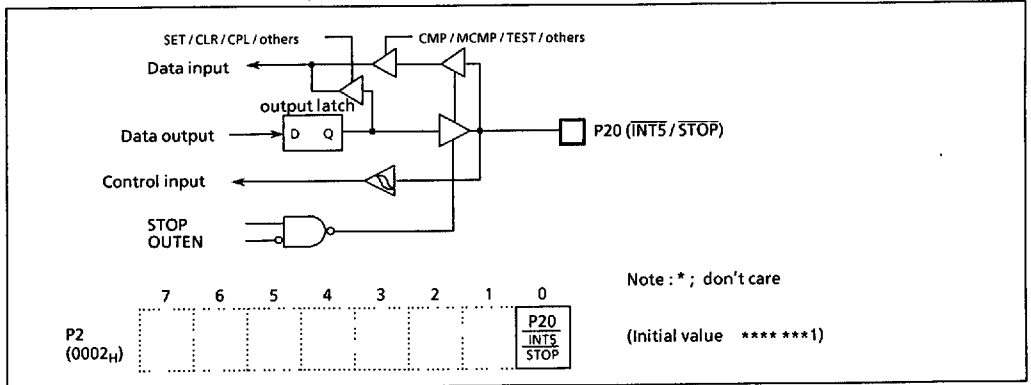 SET / CLR / CPL / others
CMP / MCMP / TEST / others
Data input
output latch
Data output
D Q
P20 (INT5 / STOP)
Control input
STOP
OUTEN
Note : * ; don't care
7 6 5 4 3 2 1 0
P2
(0002H)
P20
INT5
STOP
(Initial value **** ***1)